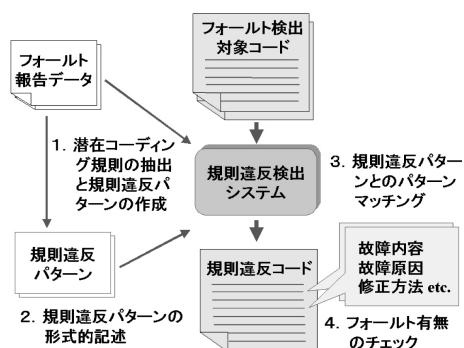 フォールト検出
対象コード
フォールト
報告データ
1. 潜在コーディン
グ規則の抽出
と規則違反パ
ターンの作成
規則違反検出
システム
3. 規則違反パター
ンとのパターン
マッチング
規則違反
パターン
規則違反コード
故障内容
故障原因
修正方法 etc.
2. 規則違反パターンの
形式的記述
4. フォールト有無
のチェック